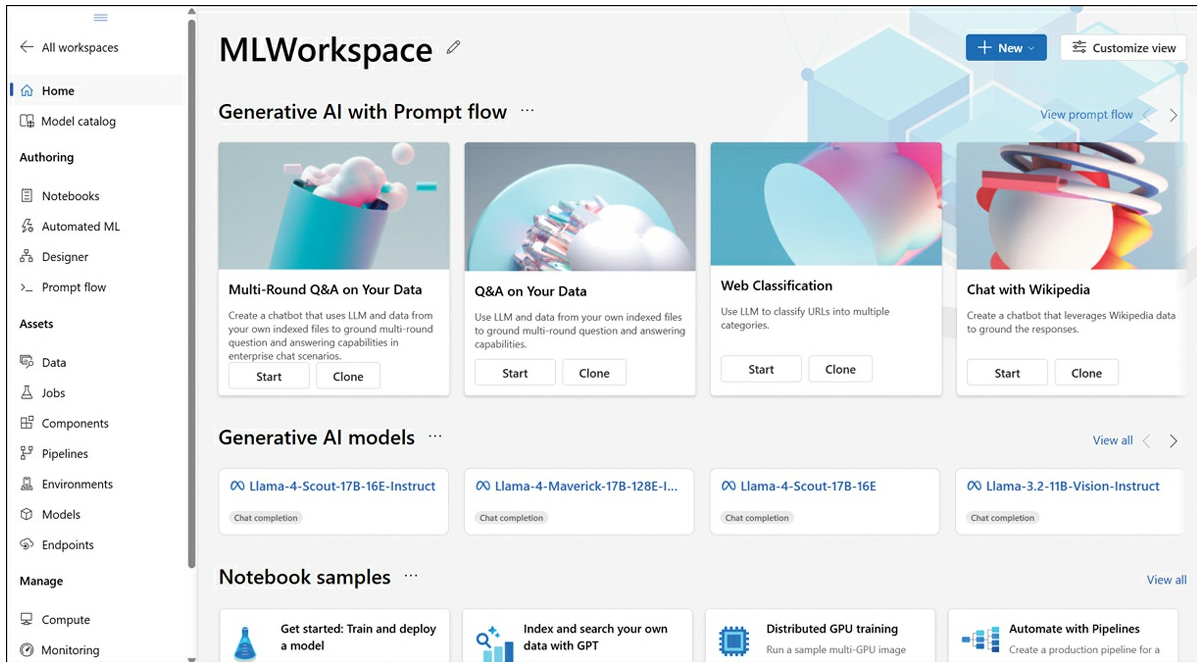 All workspaces
Home
Model catalog
Authoring
Notebooks
Automated ML
Designer
Prompt flow
Assets
Data
Jobs
Components
Pipelines
Environments
Models
Endpoints
Manage
Compute
Monitoring
MLWorkspace
New
Customize view
Generative AI with Prompt flow ...
View prompt flow
Multi-Round Q&A on Your Data
Create a chatbot that uses LLM and data from
your own indexed files to ground multi-round
question and answering capabilities in
enterprise chat scenarios.
Start Clone
Q&A on Your Data
Use LLM and data from your own indexed files
to ground multi-round question and answering
capabilities.
Start Clone
Web Classification
Use LLM to classify URLs into multiple
categories.
Start Clone
Chat with Wikipedia
Create a chatbot that leverages Wikipedia data
to ground the responses.
Start Clone
Generative AI models ...
View all
Llama-4-Scout-17B-16E-Instruct
Chat completion
Llama-4-Maverick-17B-128E-I...
Chat completion
Llama-4-Scout-17B-16E
Chat completion
Llama-3.2-11B-Vision-Instruct
Chat completion
Notebook samples ...
View all
Get started: Train and deploy
a model
Index and search your own
data with GPT
Distributed GPU training
Run a sample multi-GPU image
Automate with Pipelines
Create a production pipeline for a